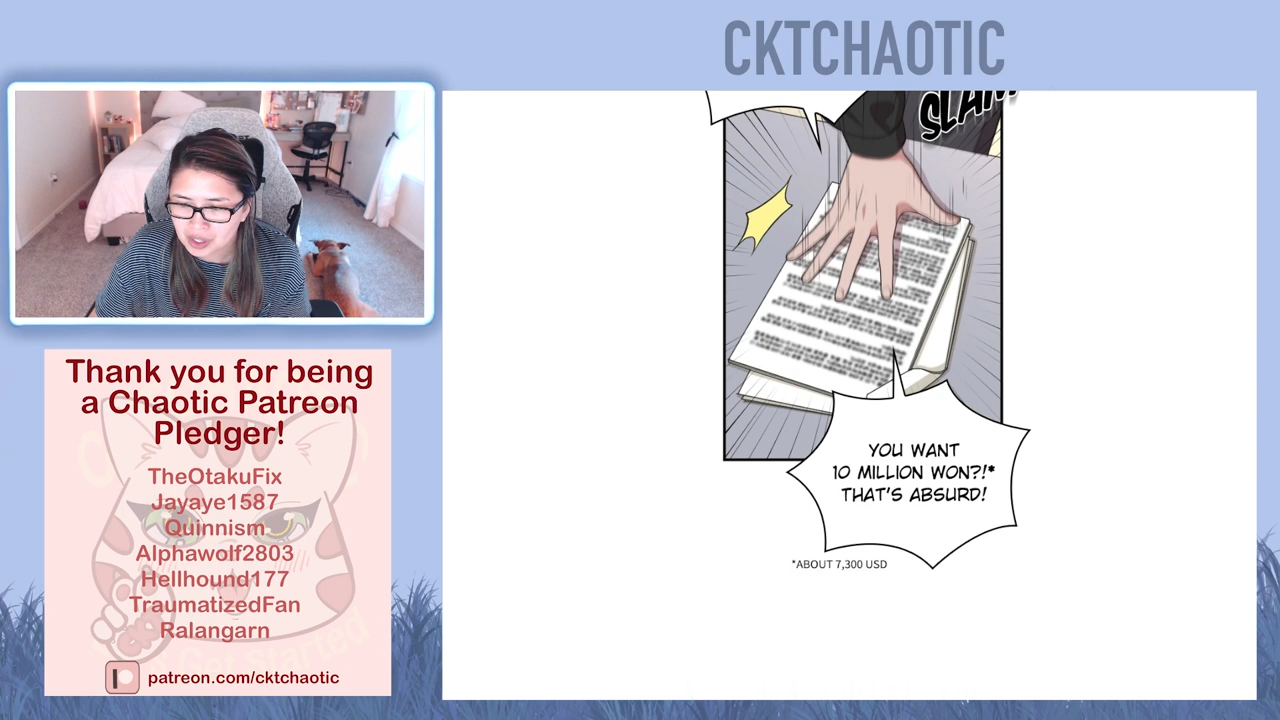 CKTCHAOTIC
SLAM
YOU WANT
10 MILLION WON?!*
THAT'S ABSURD!
*ABOUT 7,300 USD
Thank you for being
a Chaotic Patreon
Pledger!
TheOtakuFix
Jayaye1587
Quinnism
Alphawolf2803
Hellhound177
TraumatizedFan
Ralangarn
patreon.com/cktchaotic